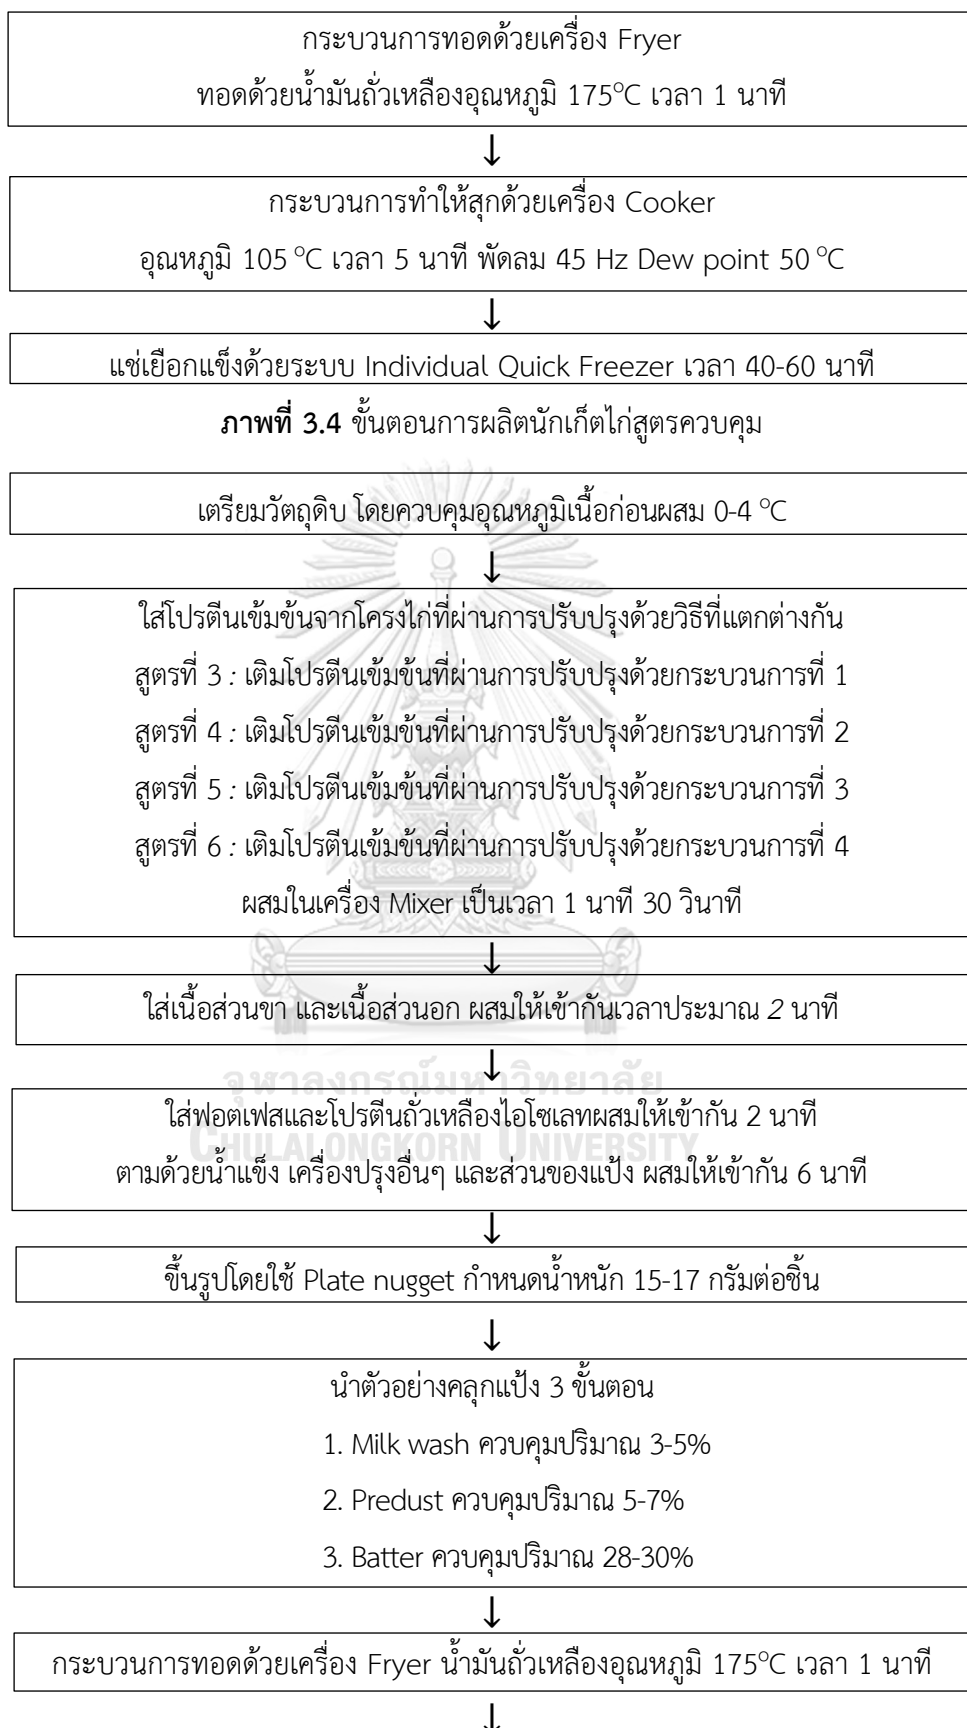 กระบวนการทอดด้วยเครื่อง Fryer
ทอดด้วยน้ำมันถั่วเหลืองอุณหภูมิ 175°C เวลา 1 นาที
↓
กระบวนการทำให้สุกด้วยเครื่อง Cooker
อุณหภูมิ 105 °C เวลา 5 นาที พัดลม 45 Hz Dew point 50 °C
↓
แช่เยือกแข็งด้วยระบบ Individual Quick Freezer เวลา 40-60 นาที
ภาพที่ 3.4 ขั้นตอนการผลิตนักเก็ตไก่สูตรควบคุม
เตรียมวัตถุดิบ โดยควบคุมอุณหภูมิเนื้อก่อนผสม 0-4 °C
↓
ใส่โปรตีนเข้มข้นจากโครงไก่ที่ผ่านการปรับปรุงด้วยวิธีที่แตกต่างกัน
สูตรที่ 3 : เติมโปรตีนเข้มข้นที่ผ่านการปรับปรุงด้วยกระบวนการที่ 1
สูตรที่ 4 : เติมโปรตีนเข้มข้นที่ผ่านการปรับปรุงด้วยกระบวนการที่ 2
สูตรที่ 5 : เติมโปรตีนเข้มข้นที่ผ่านการปรับปรุงด้วยกระบวนการที่ 3
สูตรที่ 6 : เติมโปรตีนเข้มข้นที่ผ่านการปรับปรุงด้วยกระบวนการที่ 4
ผสมในเครื่อง Mixer เป็นเวลา 1 นาที 30 วินาที
↓
ใส่เนื้อส่วนขา และเนื้อส่วนอก ผสมให้เข้ากันเวลาประมาณ 2 นาที
↓
จุฬาลงกรณ์มหาวิทยาลัย
CHULALONGKORN UNIVERSITY
ใส่ฟอตเฟสและโปรตีนถั่วเหลืองไอโซเลทผสมให้เข้ากัน 2 นาที
ตามด้วยน้ำแข็ง เครื่องปรุงอื่นๆ และส่วนของแป้ง ผสมให้เข้ากัน 6 นาที
↓
ขึ้นรูปโดยใช้ Plate nugget กำหนดน้ำหนัก 15-17 กรัมต่อชิ้น
↓
นำตัวอย่างคลุกแป้ง 3 ขั้นตอน
1. Milk wash ควบคุมปริมาณ 3-5%
2. Predust ควบคุมปริมาณ 5-7%
3. Batter ควบคุมปริมาณ 28-30%
↓
กระบวนการทอดด้วยเครื่อง Fryer น้ำมันถั่วเหลืองอุณหภูมิ 175°C เวลา 1 นาที
↓